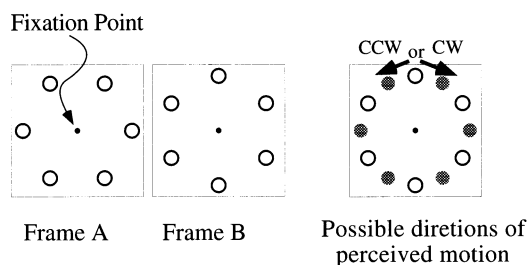 Fixation Point
CCW or CW
Frame A
Frame B
Possible diretions of
perceived motion